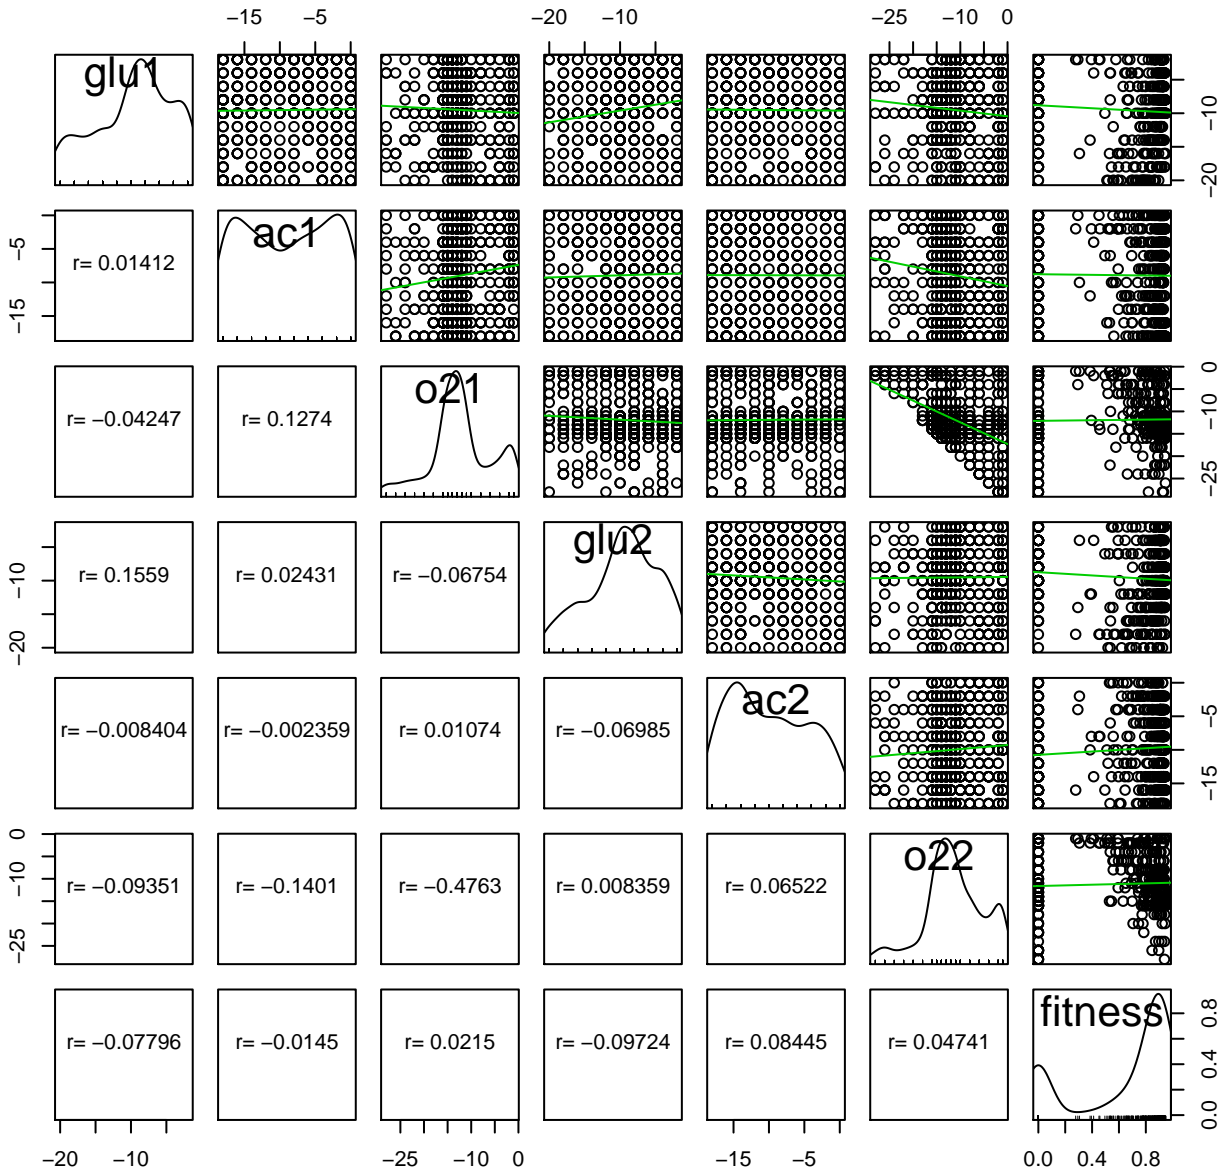 −15 −5 −20 −10 −25 −10 0
glu1
−20 −10
ac1
−15 −5
r= 0.01412
o21
−25 −10 0
r= −0.04247 r= 0.1274
glu2
−20 −10
r= 0.1559 r= 0.02431 r= −0.06754
ac2
−15 −5
r= −0.008404 r= −0.002359 r= 0.01074 r= −0.06985
o22
−25 −10 0
r= −0.09351 r= −0.1401 r= −0.4763 r= 0.008359 r= 0.06522
fitness
0.0 0.4 0.8
r= −0.07796 r= −0.0145 r= 0.0215 r= −0.09724 r= 0.08445 r= 0.04741
−20 −10 −25 −10 0 −15 −5 0.0 0.4 0.8